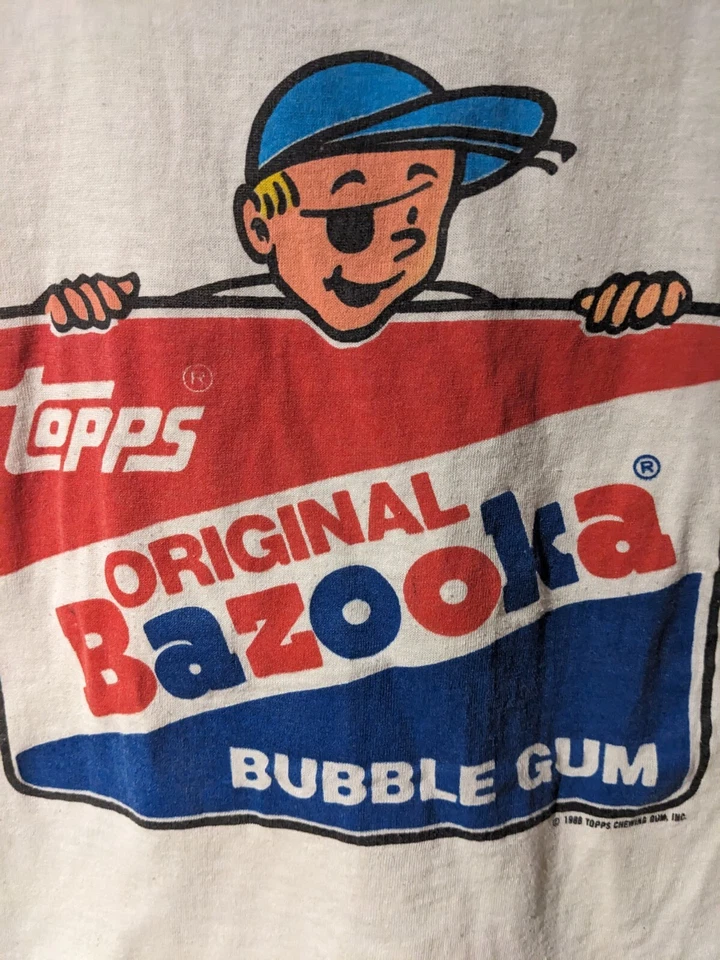 Topps ®
ORIGINAL
Bazooka ®
BUBBLE GUM
© 1988 TOPPS CHEWING GUM, INC.